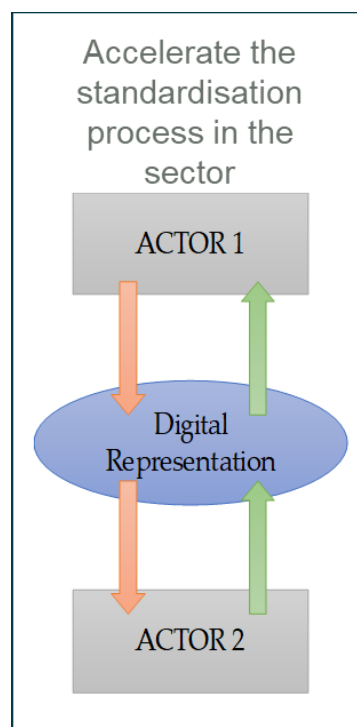 Accelerate the
standardisation
process in the
sector
ACTOR 1
Digital
Representation
ACTOR 2